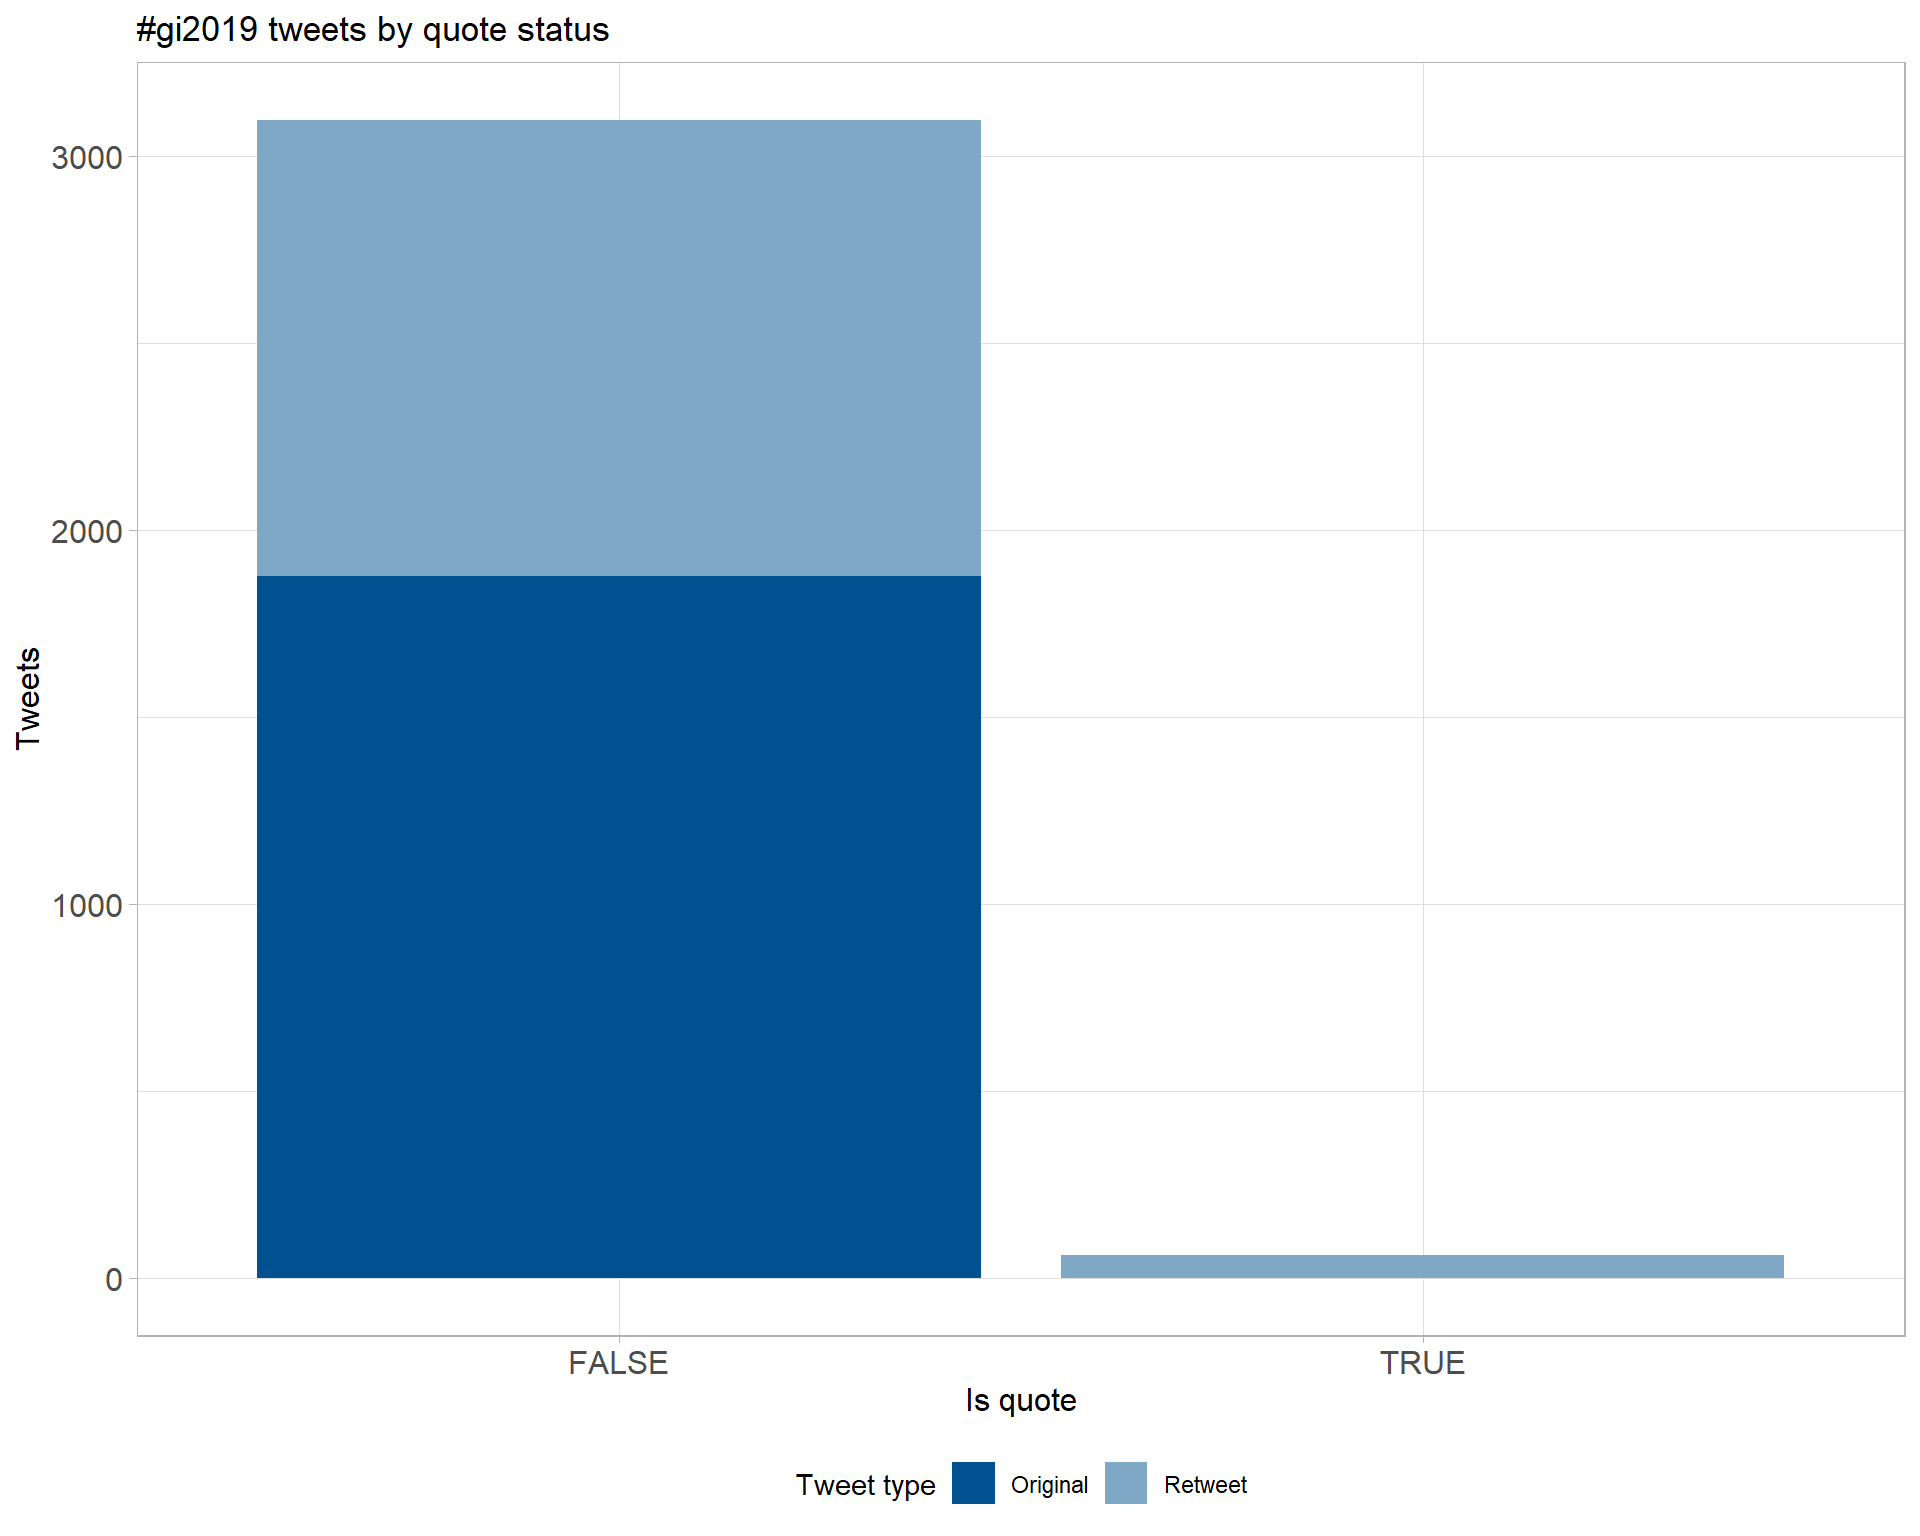 #gi2019 tweets by quote status
3000
2000
1000
0
Tweets
FALSE
TRUE
Is quote
Tweet type
Original
Retweet